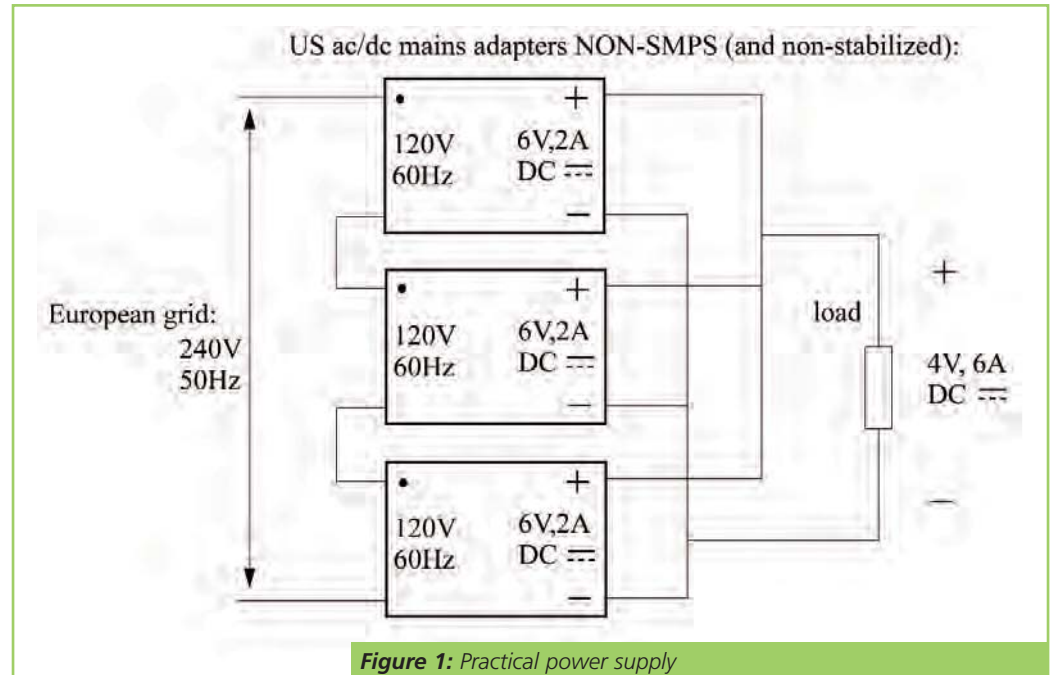 US ac/dc mains adapters NON-SMPS (and non-stabilized):
+
120V
60Hz
6V,2A
DC
−
+
120V
60Hz
6V,2A
DC
−
+
120V
60Hz
6V,2A
DC
−
European grid:
240V
50Hz
load
+
4V, 6A
DC
−
Figure 1: Practical power supply